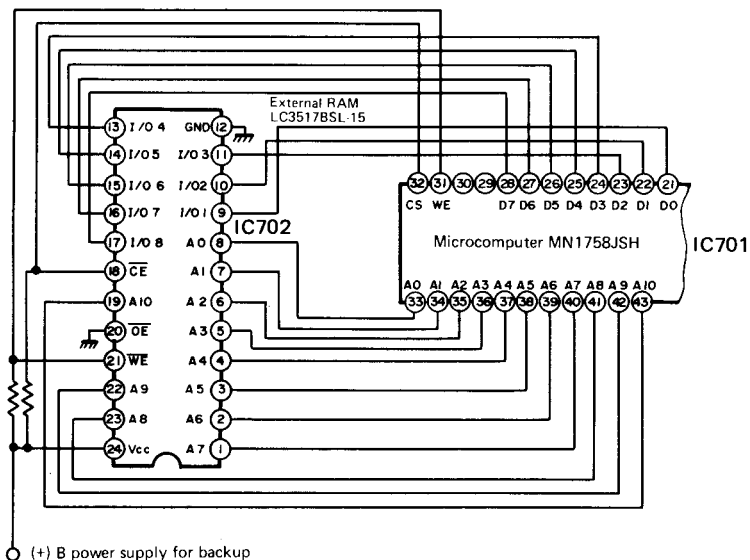 External RAM
LC3517BSL-15
13 I/O 4 GND 12
14 I/O 5 I/O 3 11
15 I/O 6 I/O2 10
16 I/O 7 I/O 1 9
17 I/O 8 A0 8
18 CE A1 7
19 A10 A 2 6
20 OE A 3 5
21 WE A 4 4
22 A9 A 5 3
23 A8 A6 2
24 Vcc A7 1
IC702
32 31 30 29 28 27 26 25 24 23 22 21
CS WE D7 D6 D5 D4 D3 D2 D1 D0
Microcomputer MN1758JSH
IC701
A0 A1 A2 A3 A4 A5 A6 A7 A8 A9 A10
33 34 35 36 37 38 39 40 41 42 43
(+) B power supply for backup